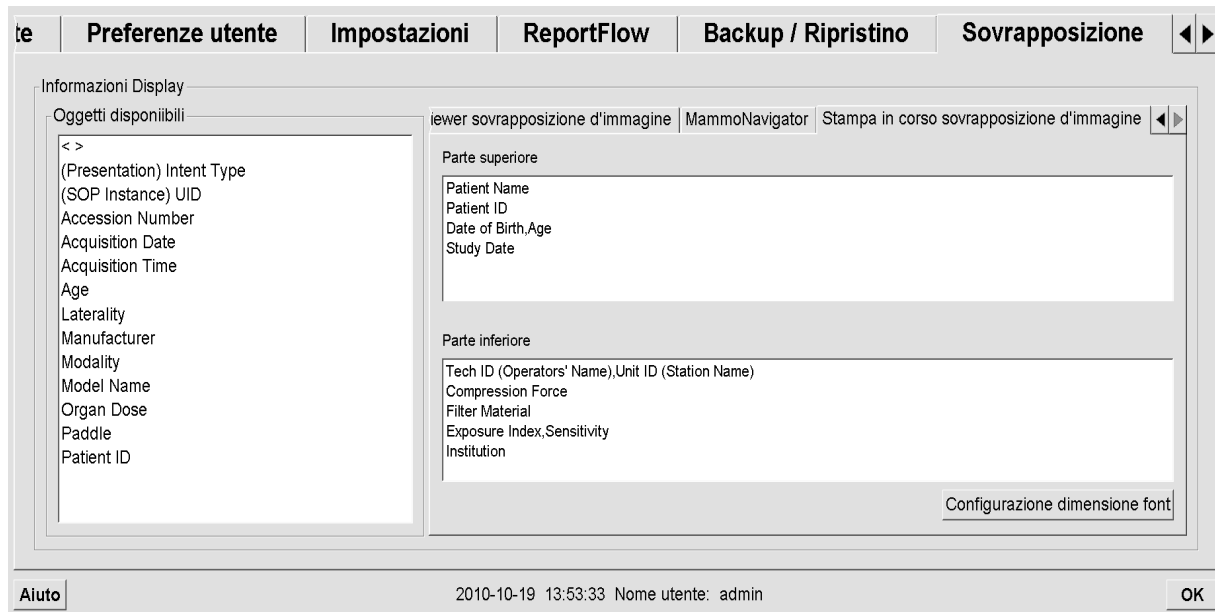 te Preferenze utente Impostazioni ReportFlow Backup / Ripristino Sovrapposizione
Informazioni Display
Oggetti disponiibili
< >
(Presentation) Intent Type
(SOP Instance) UID
Accession Number
Acquisition Date
Acquisition Time
Age
Laterality
Manufacturer
Modality
Model Name
Organ Dose
Paddle
Patient ID
iewer sovrapposizione d'immagine MammoNavigator Stampa in corso sovrapposizione d'immagine
Parte superiore
Patient Name
Patient ID
Date of Birth,Age
Study Date
Parte inferiore
Tech ID (Operators' Name),Unit ID (Station Name)
Compression Force
Filter Material
Exposure Index,Sensitivity
Institution
Configurazione dimensione font
Aiuto 2010-10-19 13:53:33 Nome utente: admin OK